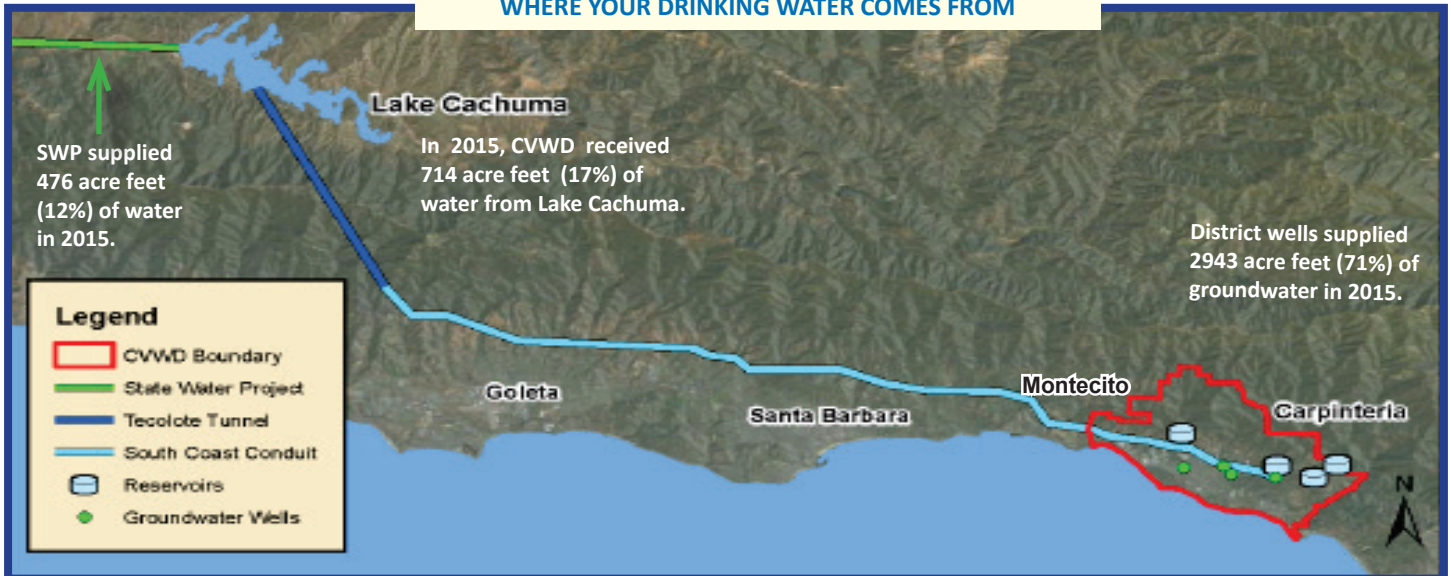 WHERE YOUR DRINKING WATER COMES FROM
Lake Cachuma
SWP supplied
476 acre feet
(12%) of water
in 2015.
In 2015, CVWD received
714 acre feet (17%) of
water from Lake Cachuma.
District wells supplied
2943 acre feet (71%) of
groundwater in 2015.
Legend
CVWD Boundary
State Water Project
Tecolote Tunnel
South Coast Conduit
Reservoirs
Groundwater Wells
Goleta
Santa Barbara
Montecito
Carpinteria
N